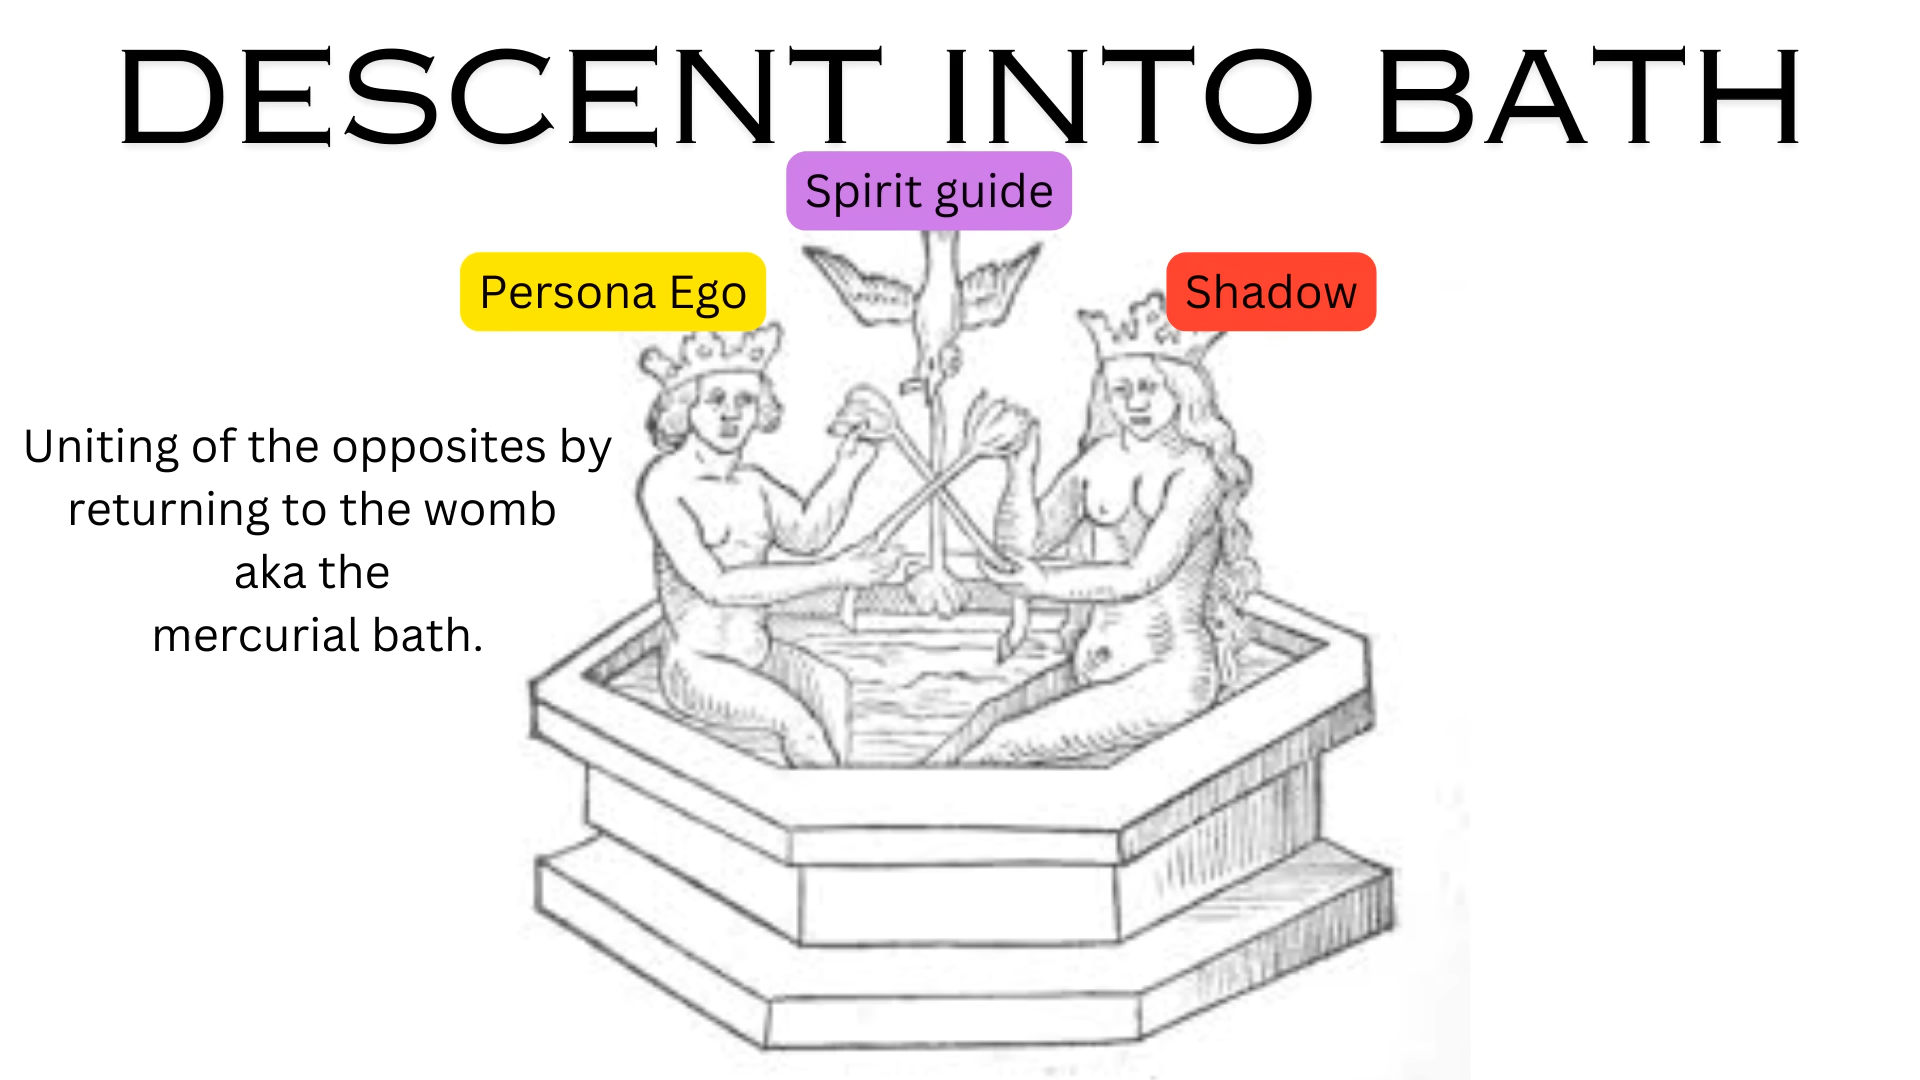 DESCENT INTO BATH
Spirit guide
Persona Ego
Shadow
Uniting of the opposites by
returning to the womb
aka the
mercurial bath.